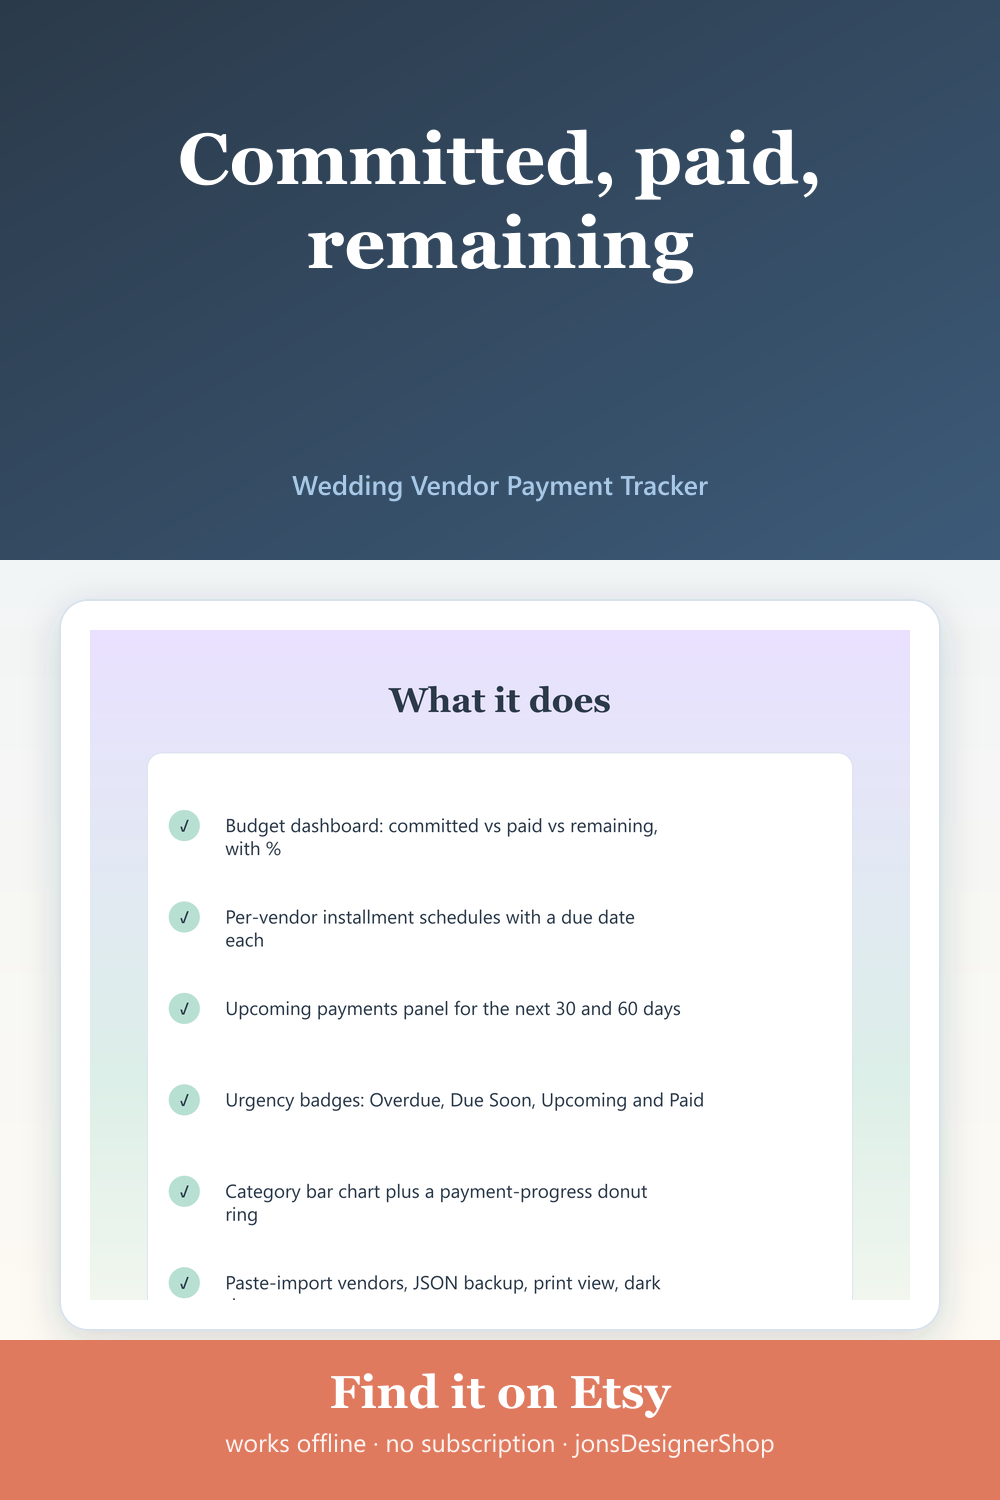 Committed, paid,
remaining
Wedding Vendor Payment Tracker
What it does
✓ Budget dashboard: committed vs paid vs remaining,
with %
✓ Per-vendor installment schedules with a due date
each
✓ Upcoming payments panel for the next 30 and 60 days
✓ Urgency badges: Overdue, Due Soon, Upcoming and Paid
✓ Category bar chart plus a payment-progress donut
ring
✓ Paste-import vendors, JSON backup, print view, dark
Find it on Etsy
works offline · no subscription · jonsDesignerShop